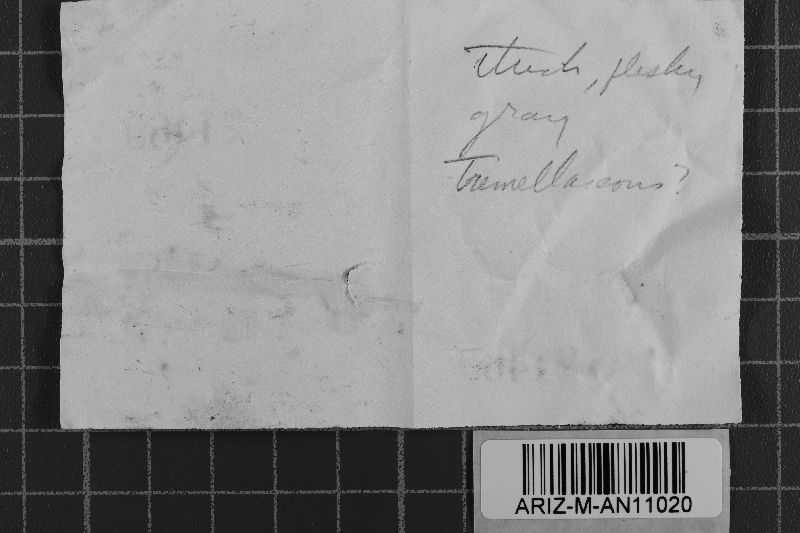 thick, fleshy
gray
Tremellaceous?
ARIZ-M-AN11020